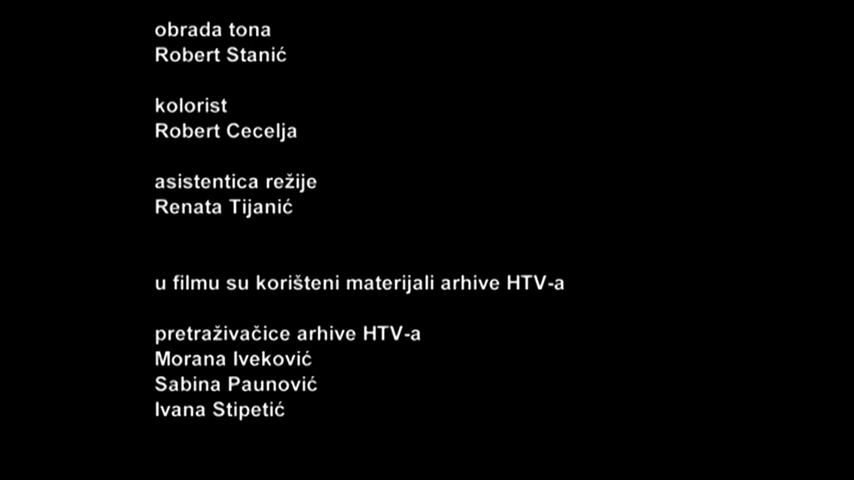 obrada tona
Robert Stanić
kolorist
Robert Cecelja
asistentica režije
Renata Tijanić
u filmu su korišteni materijali arhive HTV-a
pretraživačice arhive HTV-a
Morana Iveković
Sabina Paunović
Ivana Stipetić